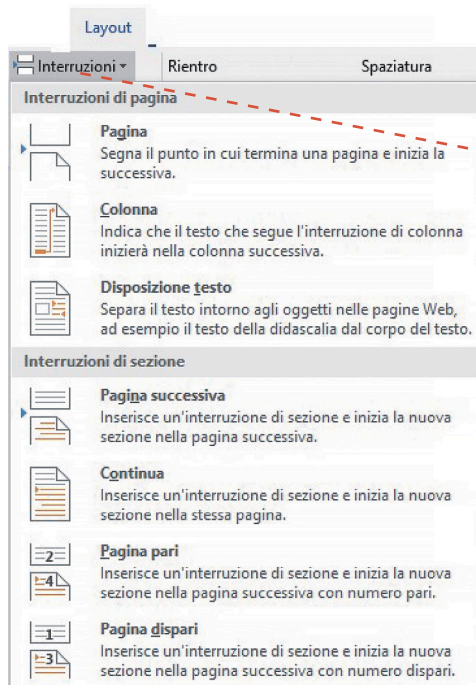 Layout
Interruzioni
Rientro
Spaziatura
Interruzioni di pagina
Pagina
Segna il punto in cui termina una pagina e inizia la
successiva.
Colonna
Indica che il testo che segue l'interruzione di colonna
inizierà nella colonna successiva.
Disposizione testo
Separa il testo intorno agli oggetti nelle pagine Web,
ad esempio il testo della didascalia dal corpo del testo.
Interruzioni di sezione
Pagina successiva
Inserisce un'interruzione di sezione e inizia la nuova
sezione nella pagina successiva.
Continua
Inserisce un'interruzione di sezione e inizia la nuova
sezione nella stessa pagina.
2
4
Pagina pari
Inserisce un'interruzione di sezione e inizia la nuova
sezione nella pagina successiva con numero pari.
1
3
Pagina dispari
Inserisce un'interruzione di sezione e inizia la nuova
sezione nella pagina successiva con numero dispari.